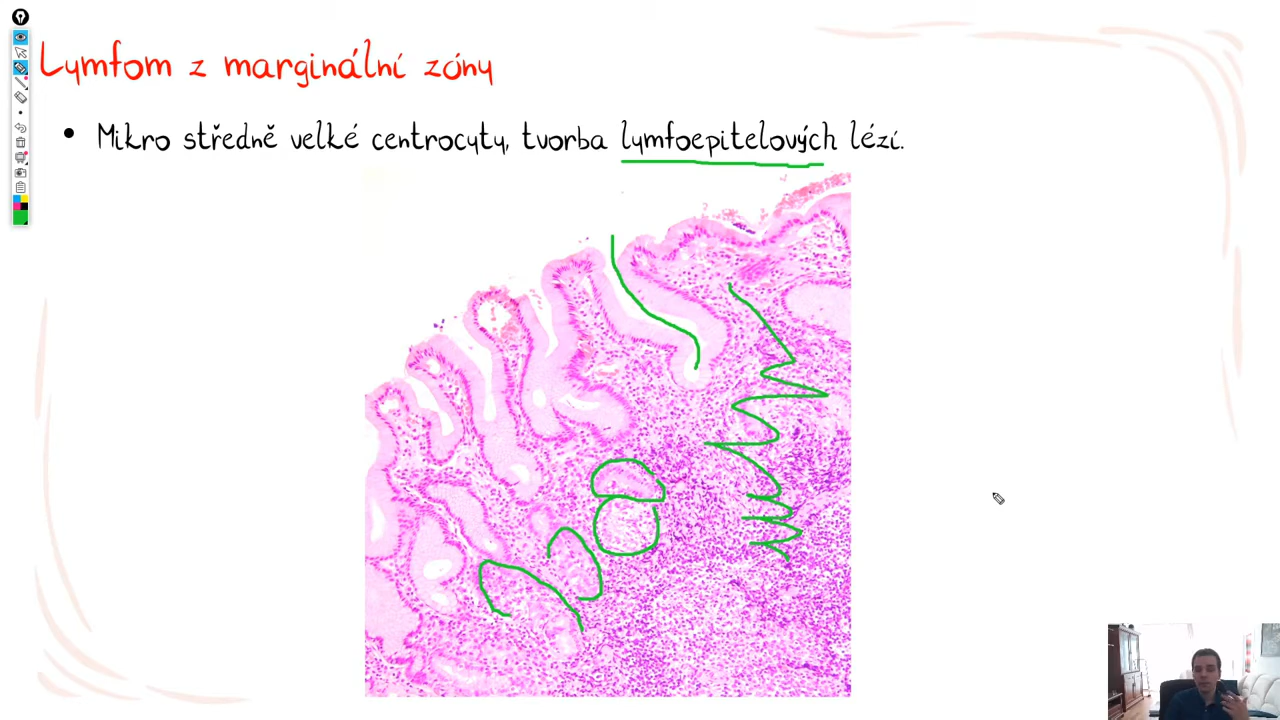 Lymfom z marginální zóny
• Mikro středně velké centrocyty, tvorba lymfoepitelových lézí.